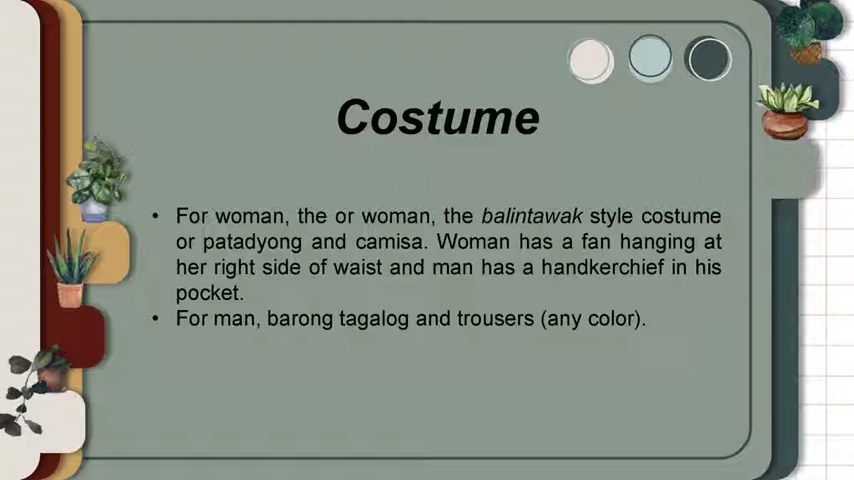 Costume
• For woman, the or woman, the balintawak style costume
or patadyong and camisa. Woman has a fan hanging at
her right side of waist and man has a handkerchief in his
pocket.
• For man, barong tagalog and trousers (any color).